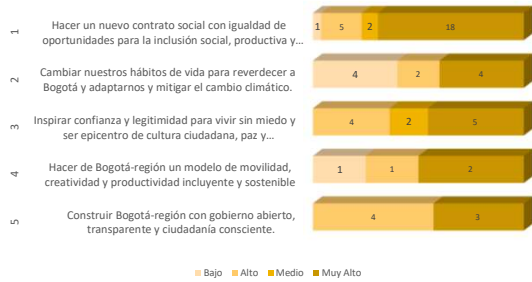 1 Hacer un nuevo contrato social con igualdad de
oportunidades para la inclusión social, productiva y…
1 5 2 18
2 Cambiar nuestros hábitos de vida para reverdecer a
Bogotá y adaptarnos y mitigar el cambio climático.
4 2 4
3 Inspirar confianza y legitimidad para vivir sin miedo y
ser epicentro de cultura ciudadana, paz y…
4 2 5
4 Hacer de Bogotá-región un modelo de movilidad,
creatividad y productividad incluyente y sostenible
1 1 2
5 Construir Bogotá-región con gobierno abierto,
transparente y ciudadanía consciente.
4 3
Bajo Alto Medio Muy Alto